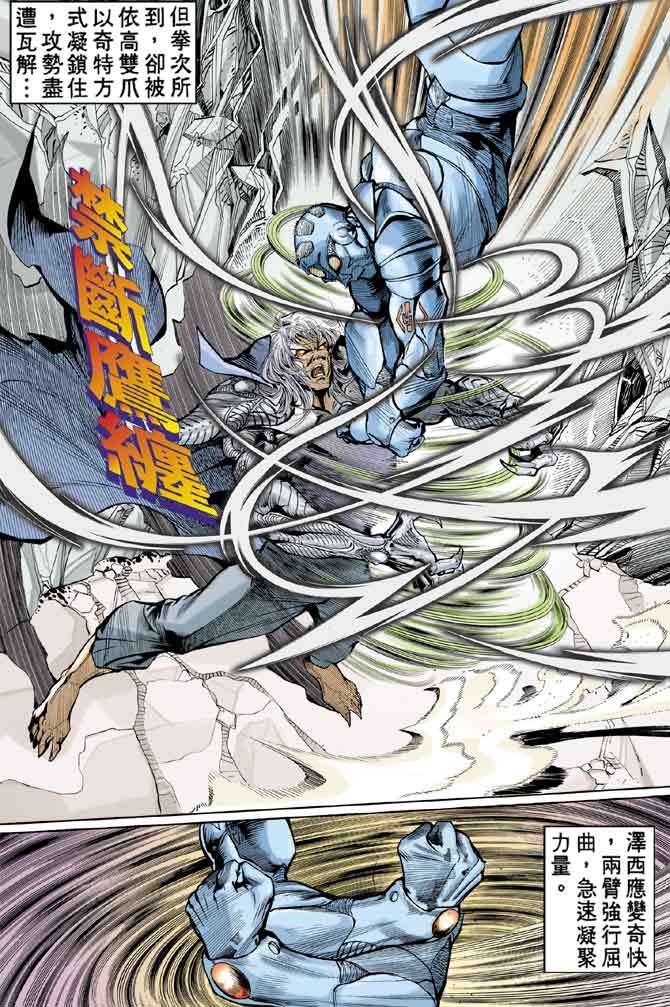 但拳次所
到，卻被
依高雙爪
以奇特方
式凝鎖住
，攻勢盡
遭瓦解…
禁斷鷹纏
澤西應變奇快
，兩臂強行屈
曲，急速凝聚
力量。